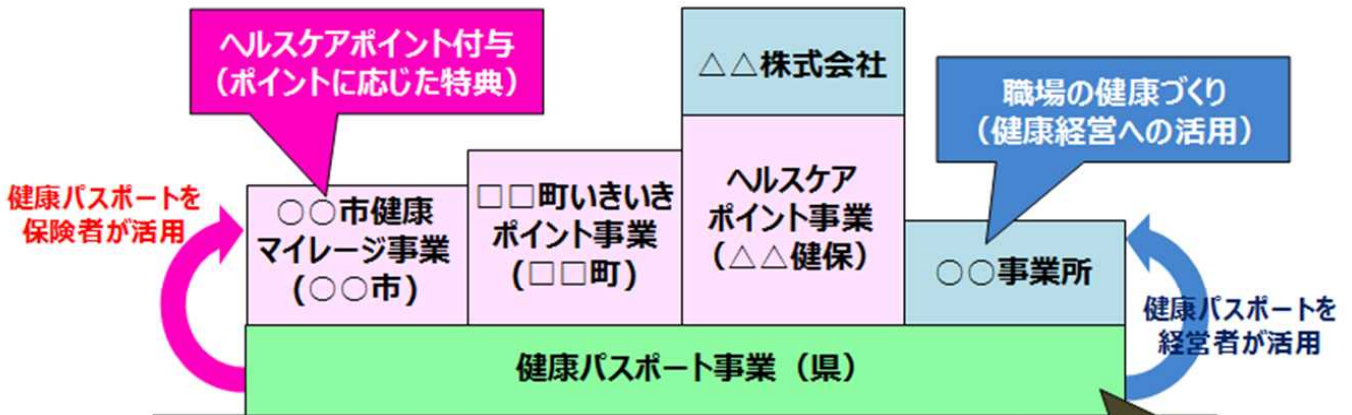 ヘルスケアポイント付与
(ポイントに応じた特典)
△△株式会社
職場の健康づくり
(健康経営への活用)
健康パスポートを
保険者が活用
○○市健康
マイレージ事業
(○○市)
□□町いきいき
ポイント事業
(□□町)
ヘルスケア
ポイント事業
(△△健保)
○○事業所
健康パスポートを
経営者が活用
健康パスポート事業(県)